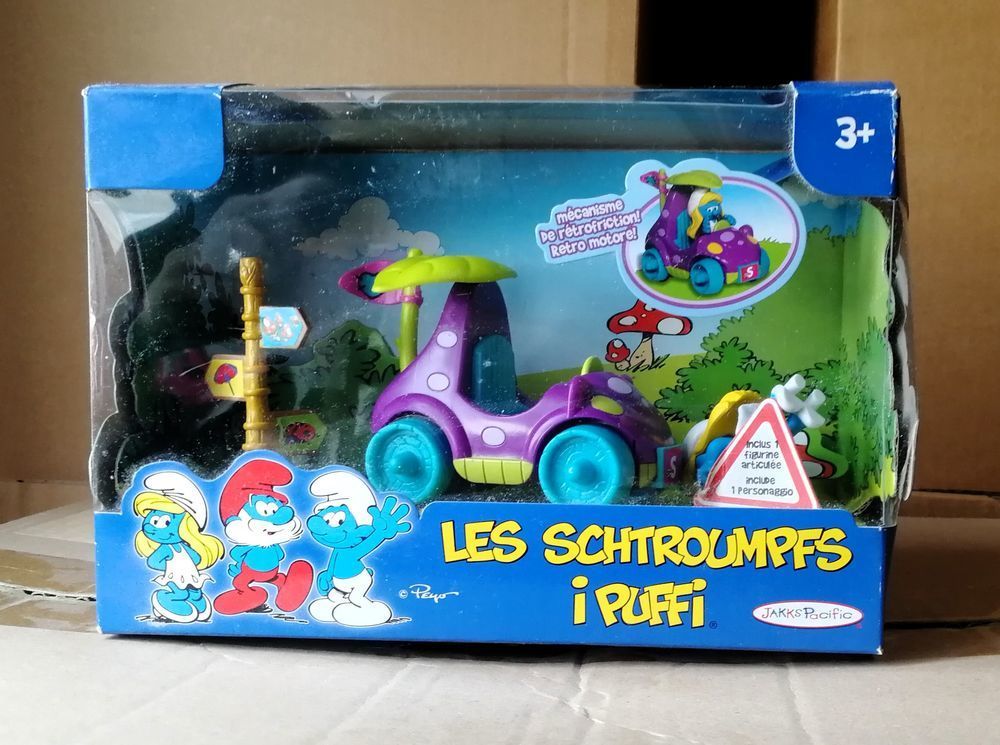 3+
mécanisme
de rétrofriction!
Retro motore!
S
S
inclus 1
figurine
articulée
include
1 personaggio
LES SCHTROUMPFS
i PUFFi®
© Peyo
JAKKS Pacific